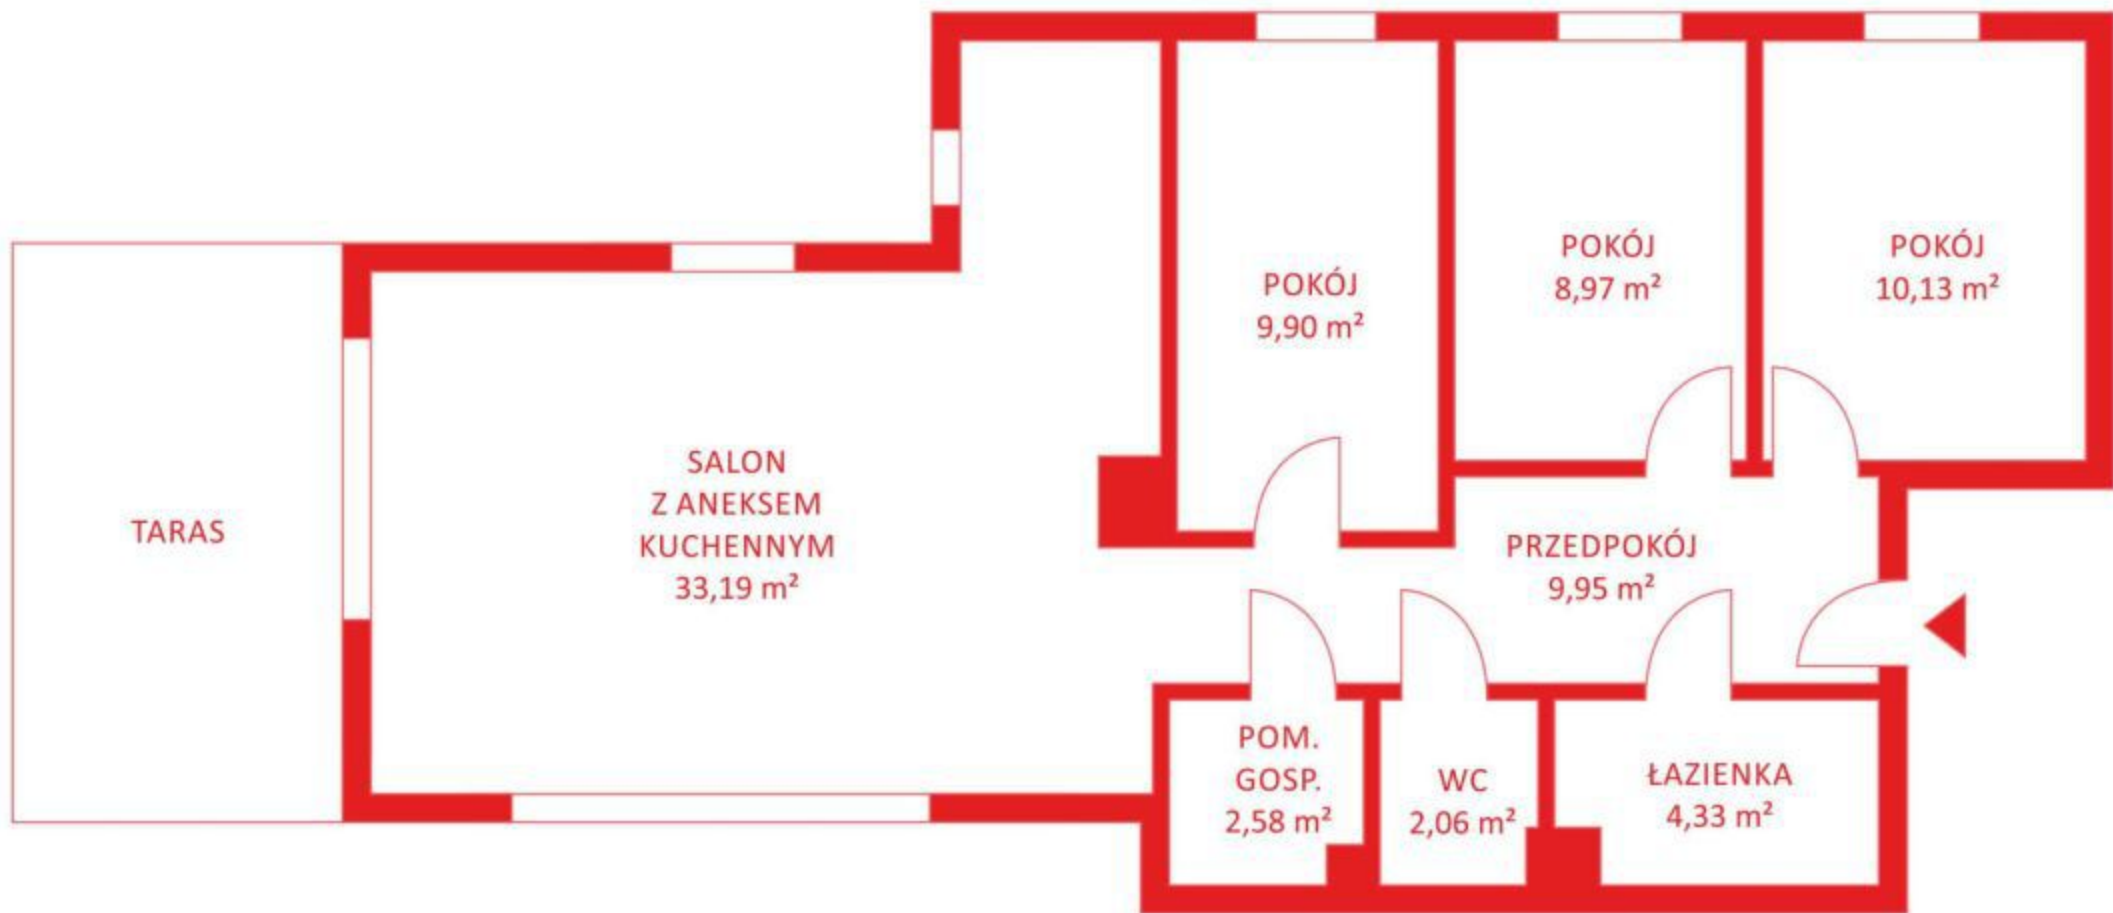 TARAS
SALON
Z ANEKSEM
KUCHENNYM
33,19 m²
POKÓJ
9,90 m²
POKÓJ
8,97 m²
POKÓJ
10,13 m²
PRZEDPOKÓJ
9,95 m²
POM.
GOSP.
2,58 m²
WC
2,06 m²
ŁAZIENKA
4,33 m²